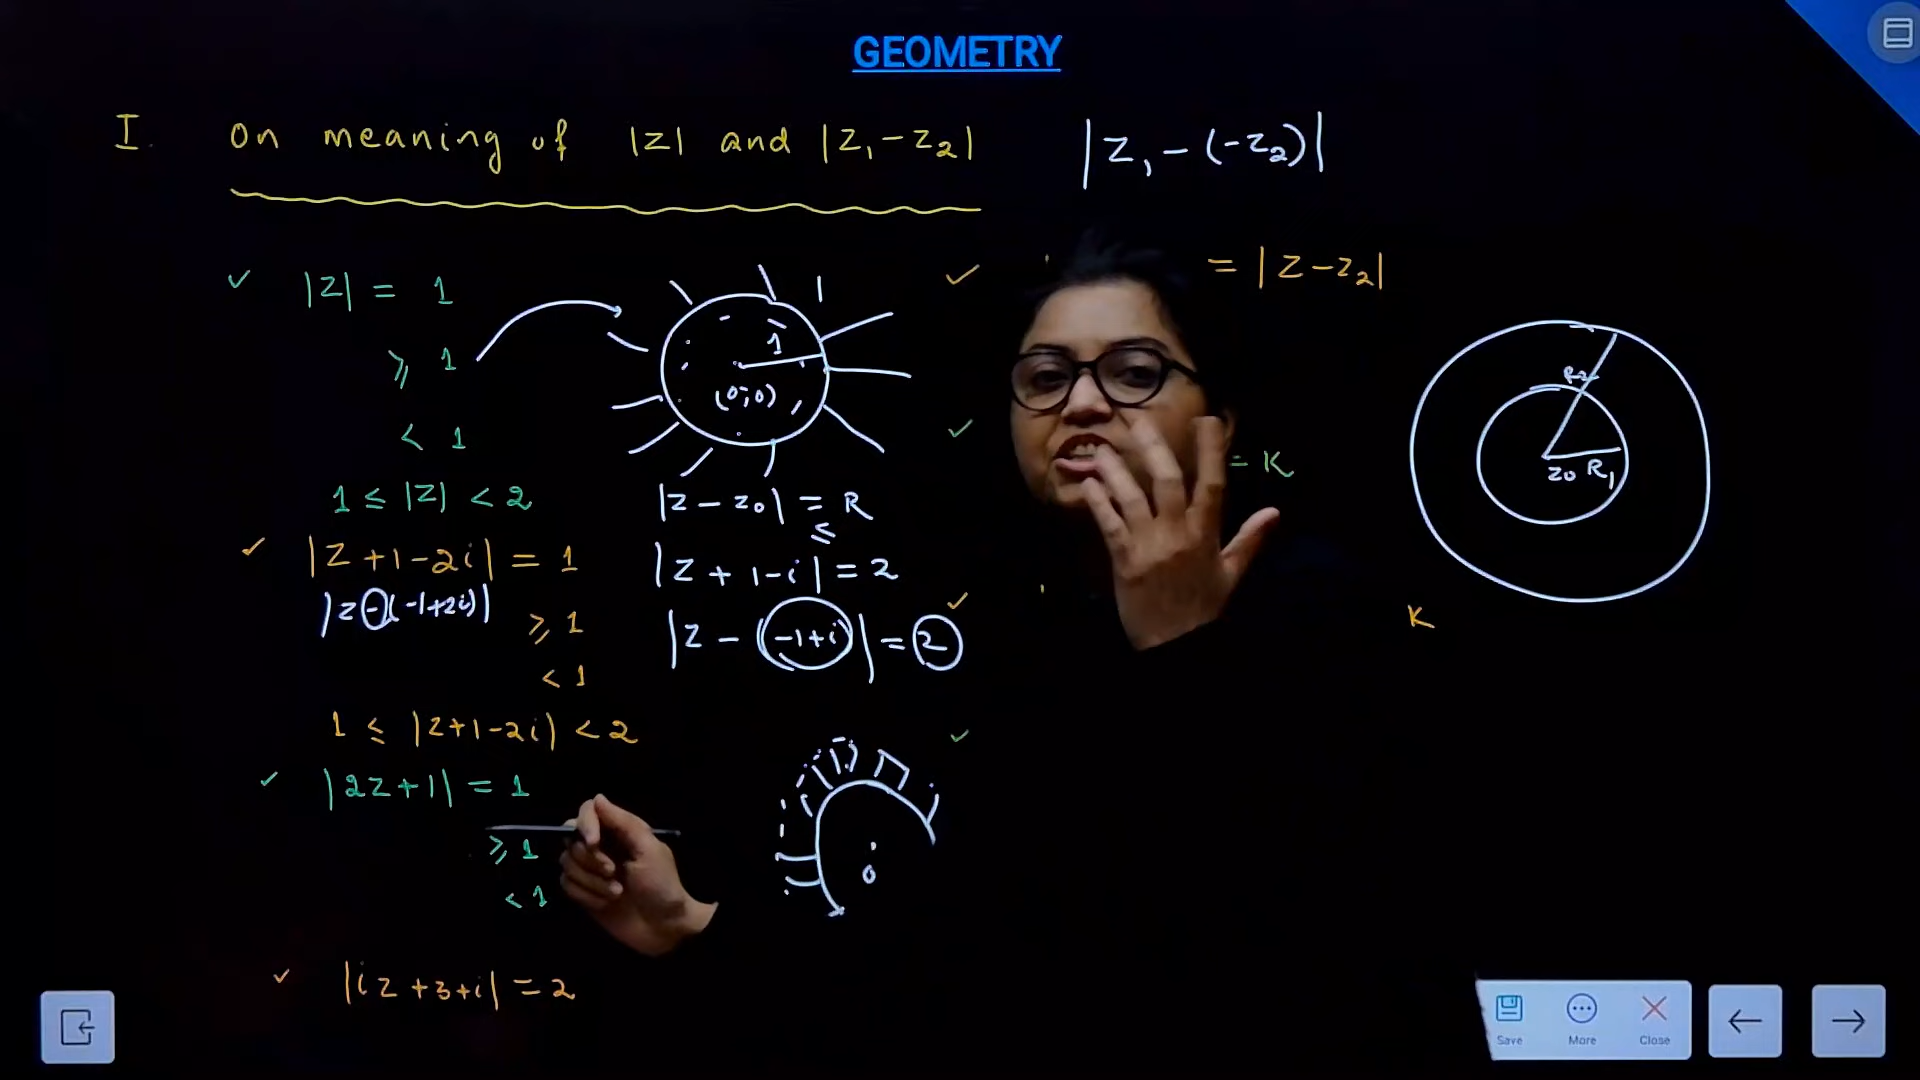 GEOMETRY
I. On meaning of |z| and |z₁-z₂|
|z₁-(-z₂)|
|z| = 1
⩾ 1
< 1
1 ≤ |z| < 2
|z+1-2i| = 1
|z-(-1+2i)|
⩾ 1
< 1
1 ≤ |z+1-2i| < 2
|2z+1| = 1
⩾ 1
< 1
|iz+3+i| = 2
1
(0,0)
|z-z₀| = R
≤
|z+1-i| = 2
|z-(-1+i)| = 2
0
= |z-z₂|
= K
K
R₂
z₀ R₁
Save More Close